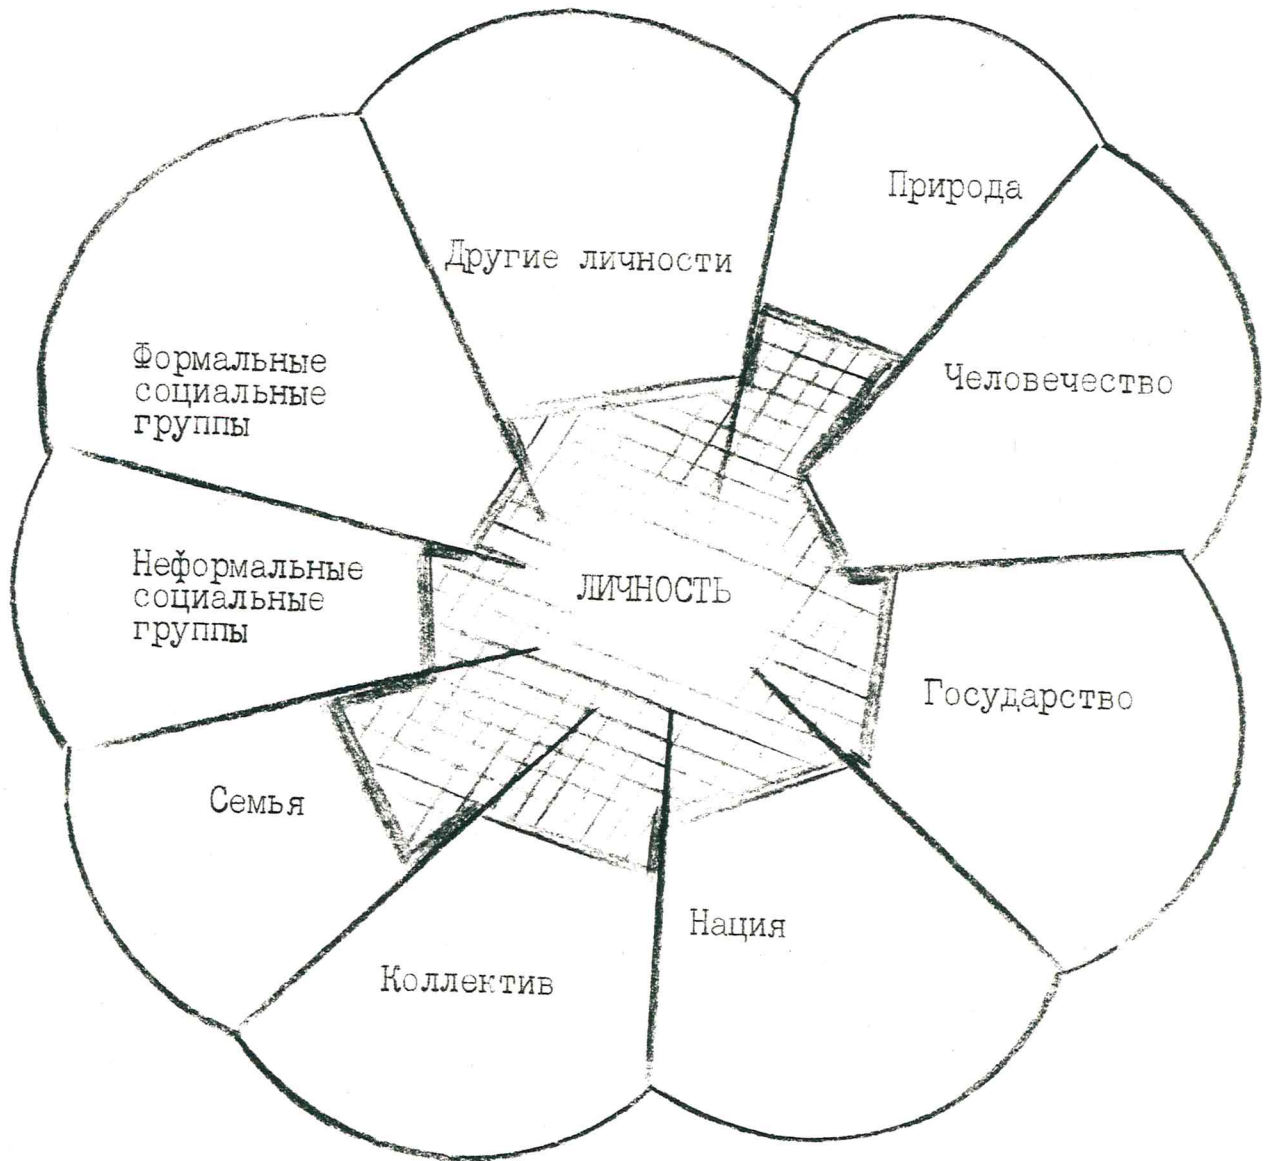 Природа
Другие личности
Человечество
Формальные
социальные
группы
Неформальные
социальные
группы
ЛИЧНОСТЬ
Государство
Семья
Нация
Коллектив